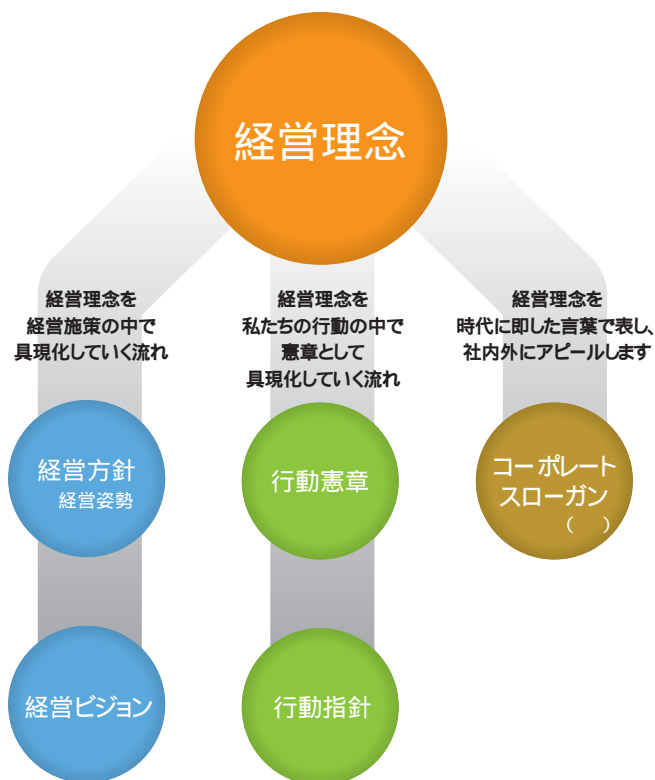 経営理念
経営理念を
経営施策の中で
具現化していく流れ
経営理念を
私たちの行動の中で
憲章として
具現化していく流れ
経営理念を
時代に即した言葉で表し、
社内外にアピールします
経営方針
経営姿勢
行動憲章
コーポレート
スローガン
（　）
経営ビジョン
行動指針